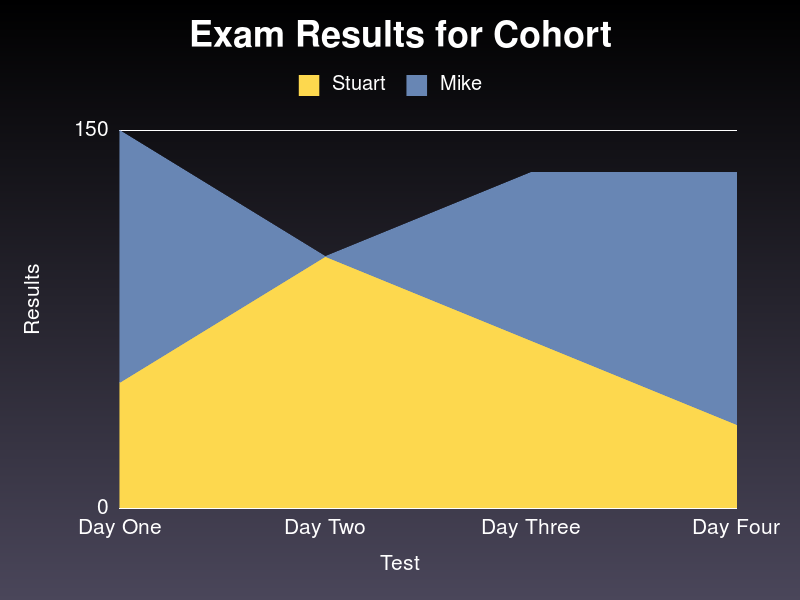 Exam Results for Cohort
Stuart Mike
150
Results
0
Day One Day Two Day Three Day Four
Test